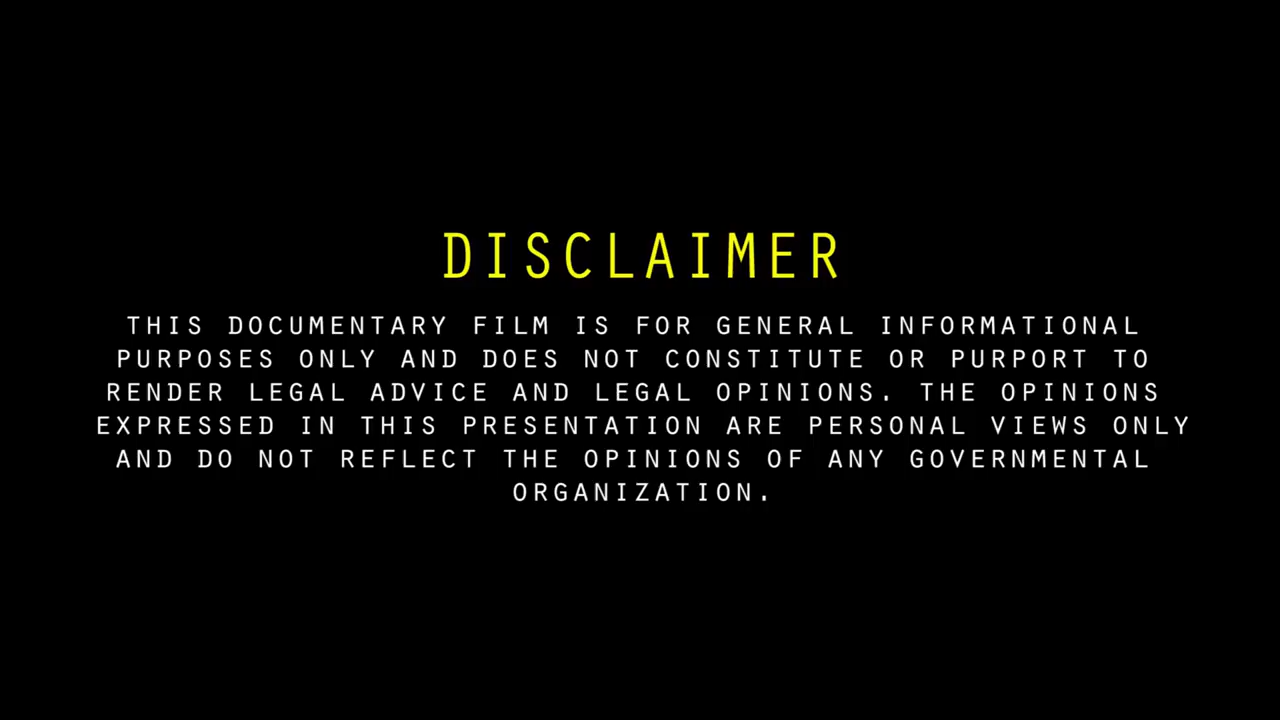 DISCLAIMER
THIS DOCUMENTARY FILM IS FOR GENERAL INFORMATIONAL
PURPOSES ONLY AND DOES NOT CONSTITUTE OR PURPORT TO
RENDER LEGAL ADVICE AND LEGAL OPINIONS. THE OPINIONS
EXPRESSED IN THIS PRESENTATION ARE PERSONAL VIEWS ONLY
AND DO NOT REFLECT THE OPINIONS OF ANY GOVERNMENTAL
ORGANIZATION.